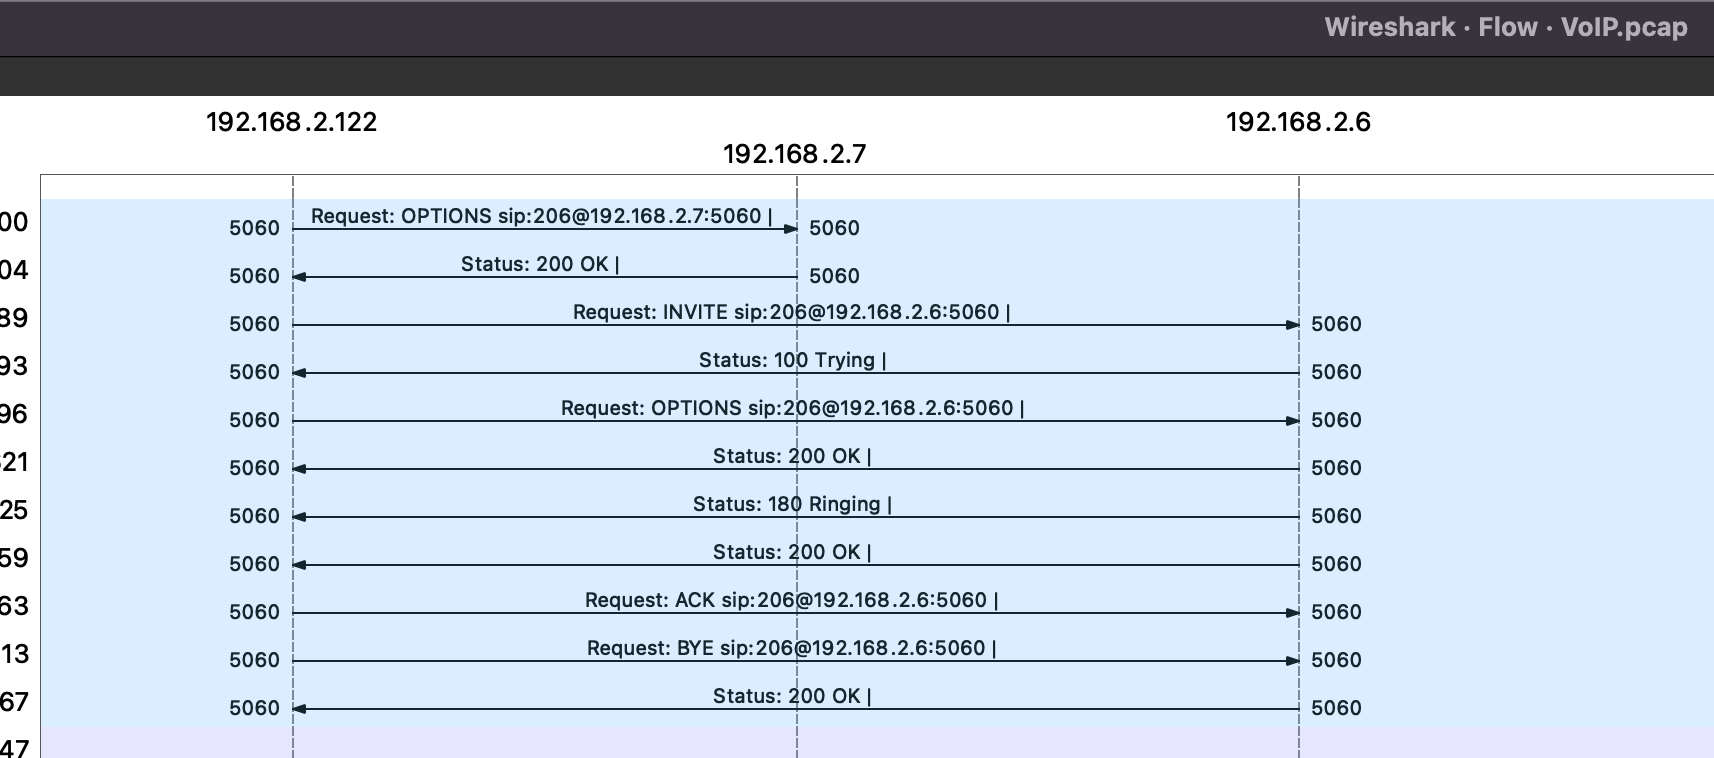 Wireshark · Flow · VoIP.pcap
192.168.2.122
192.168.2.6
192.168.2.7
00
5060 Request: OPTIONS sip:206@192.168.2.7:5060 | 5060
04
5060 Status: 200 OK | 5060
89
5060 Request: INVITE sip:206@192.168.2.6:5060 | 5060
93
5060 Status: 100 Trying | 5060
96
5060 Request: OPTIONS sip:206@192.168.2.6:5060 | 5060
21
5060 Status: 200 OK | 5060
25
5060 Status: 180 Ringing | 5060
59
5060 Status: 200 OK | 5060
63
5060 Request: ACK sip:206@192.168.2.6:5060 | 5060
13
5060 Request: BYE sip:206@192.168.2.6:5060 | 5060
67
5060 Status: 200 OK | 5060
47